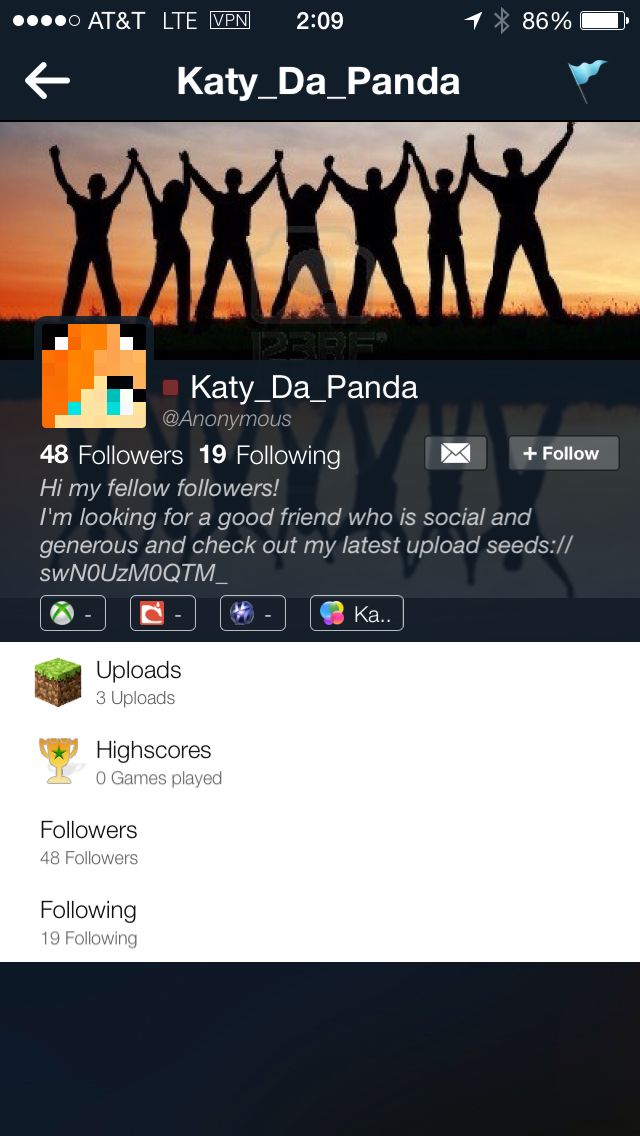 AT&T LTE VPN 2:09 86%
Katy_Da_Panda
123RF
Katy_Da_Panda
@Anonymous
48 Followers 19 Following + Follow
Hi my fellow followers!
I'm looking for a good friend who is social and
generous and check out my latest upload seeds://
swN0UzM0QTM_
- - - Ka..
Uploads
3 Uploads
Highscores
0 Games played
Followers
48 Followers
Following
19 Following